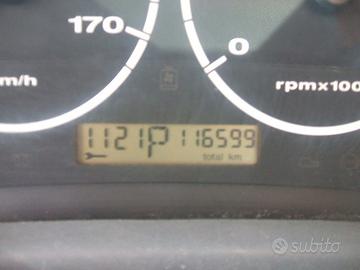 170
0
m/h
rpmx100
1121P 116599
total km
subito